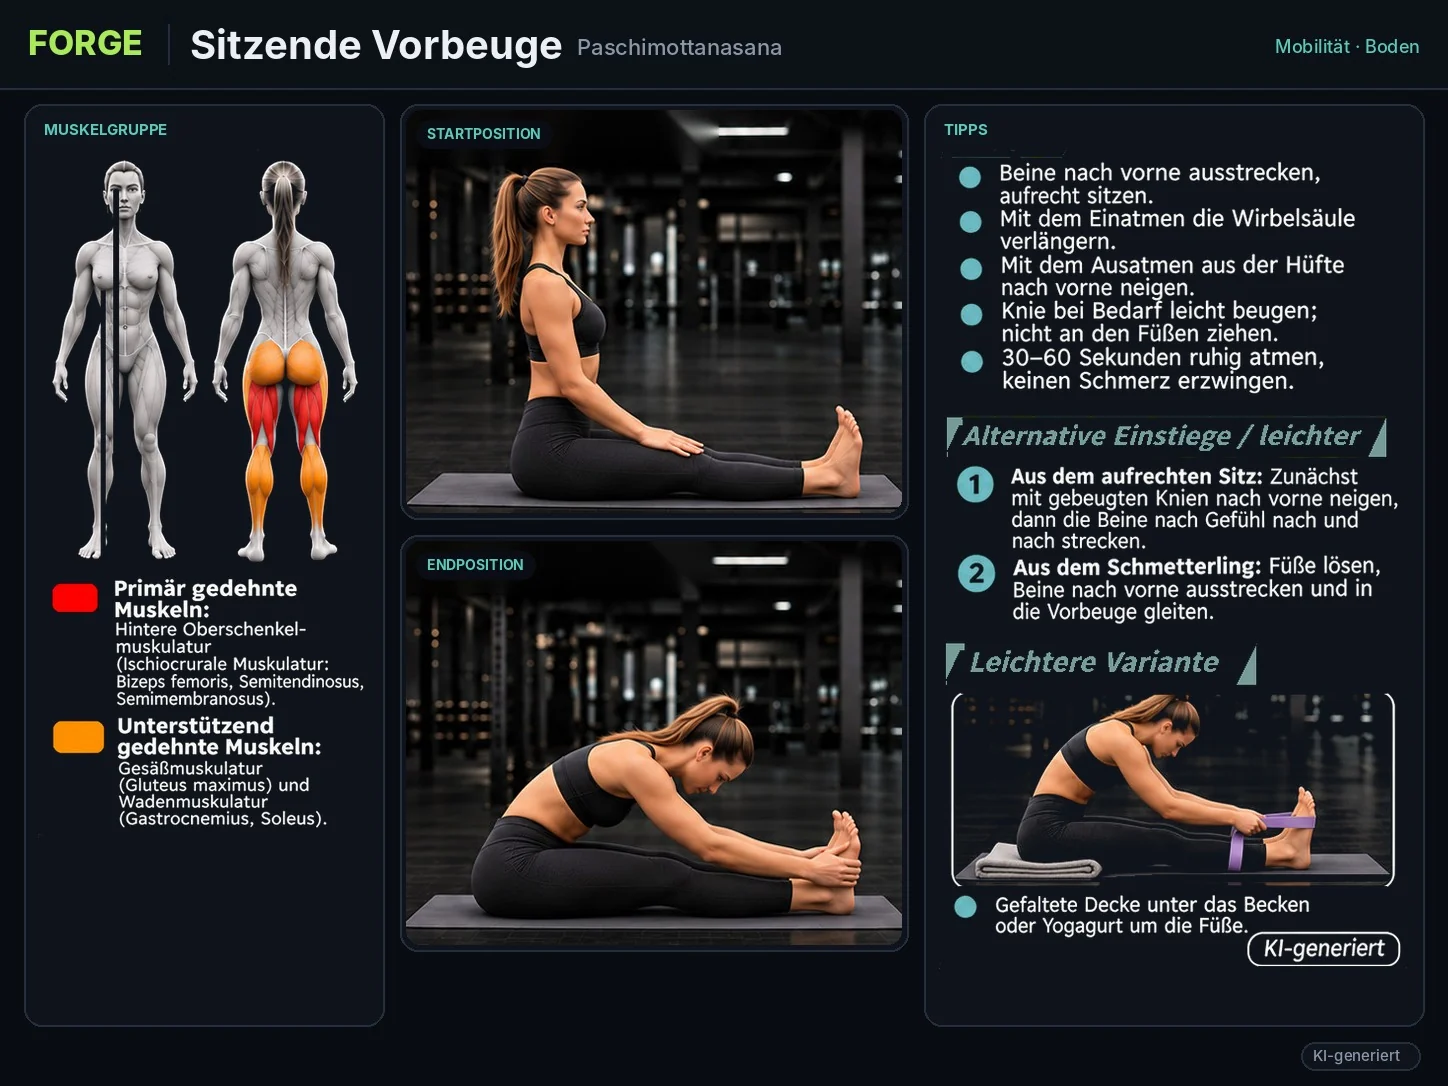 FORGE
Sitzende Vorbeuge Paschimottanasana
Mobilität · Boden
MUSKELGRUPPE
Primär gedehnte
Muskeln:
Hintere Oberschenkel-
muskulatur
(Ischiocrurale Muskulatur:
Bizeps femoris, Semitendinosus,
Semimembranosus).
Unterstützend
gedehnte Muskeln:
Gesäßmuskulatur
(Gluteus maximus) und
Wadenmuskulatur
(Gastrocnemius, Soleus).
STARTPOSITION
ENDPOSITION
TIPPS
Beine nach vorne ausstrecken,
aufrecht sitzen.
Mit dem Einatmen die Wirbelsäule
verlängern.
Mit dem Ausatmen aus der Hüfte
nach vorne neigen.
Knie bei Bedarf leicht beugen;
nicht an den Füßen ziehen.
30–60 Sekunden ruhig atmen,
keinen Schmerz erzwingen.
Alternative Einstiege / leichter
1 Aus dem aufrechten Sitz: Zunächst
mit gebeugten Knien nach vorne neigen,
dann die Beine nach Gefühl nach und
nach strecken.
2 Aus dem Schmetterling: Füße lösen,
Beine nach vorne ausstrecken und in
die Vorbeuge gleiten.
Leichtere Variante
Gefaltete Decke unter das Becken
oder Yogagurt um die Füße.
KI-generiert
KI-generiert